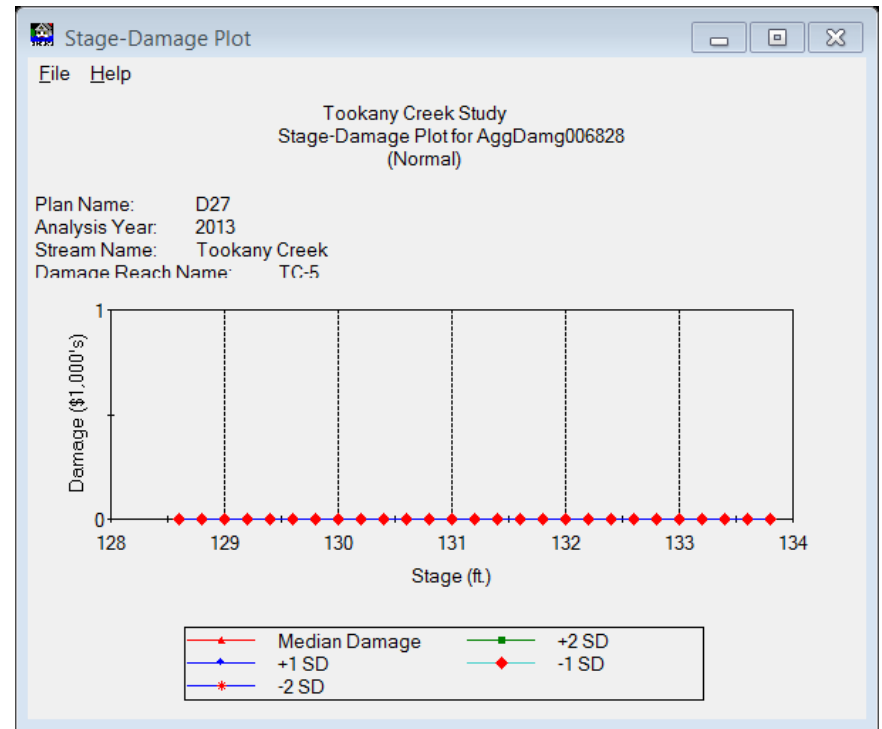 Stage-Damage Plot
File Help
Tookany Creek Study
Stage-Damage Plot for AggDamg006828
(Normal)
Plan Name: D27
Analysis Year: 2013
Stream Name: Tookany Creek
Damage Reach Name: TC-5
1
Damage ($1,000's)
0
128 129 130 131 132 133 134
Stage (ft.)
Median Damage +2 SD
+1 SD -1 SD
-2 SD